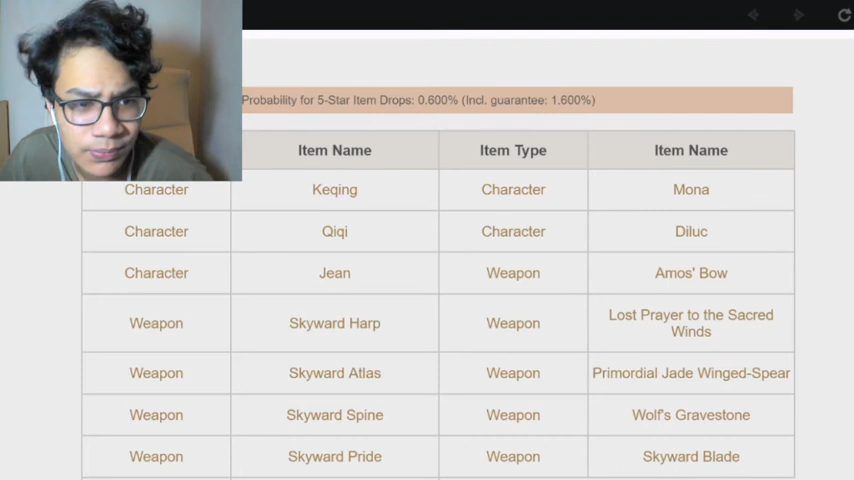 Probability for 5-Star Item Drops: 0.600% (Incl. guarantee: 1.600%)
Item Name Item Type Item Name
Character Keqing Character Mona
Character Qiqi Character Diluc
Character Jean Weapon Amos' Bow
Weapon Skyward Harp Weapon Lost Prayer to the Sacred
Winds
Weapon Skyward Atlas Weapon Primordial Jade Winged-Spear
Weapon Skyward Spine Weapon Wolf's Gravestone
Weapon Skyward Pride Weapon Skyward Blade